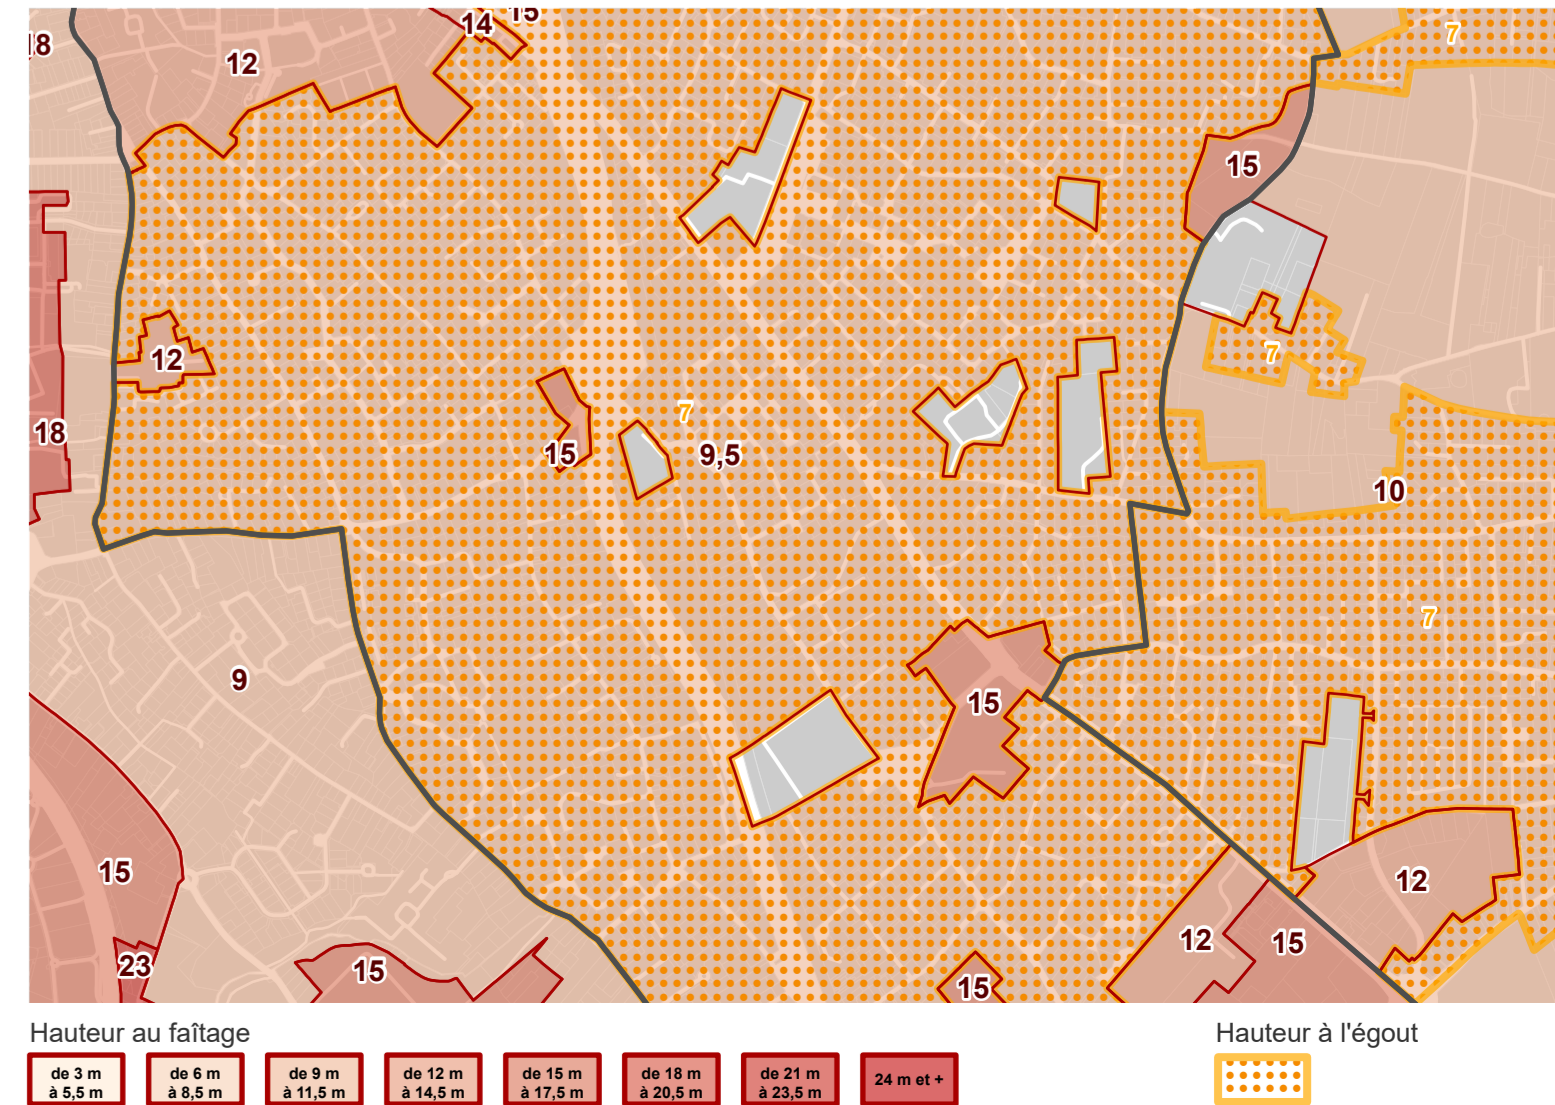 15
14
7
18
12
15
7
12
7
18
15
9,5
10
7
9
15
15
12
12
15
23
15
15
Hauteur au faîtage
Hauteur à l'égout
de 3 m
à 5,5 m
de 6 m
à 8,5 m
de 9 m
à 11,5 m
de 12 m
à 14,5 m
de 15 m
à 17,5 m
de 18 m
à 20,5 m
de 21 m
à 23,5 m
24 m et +